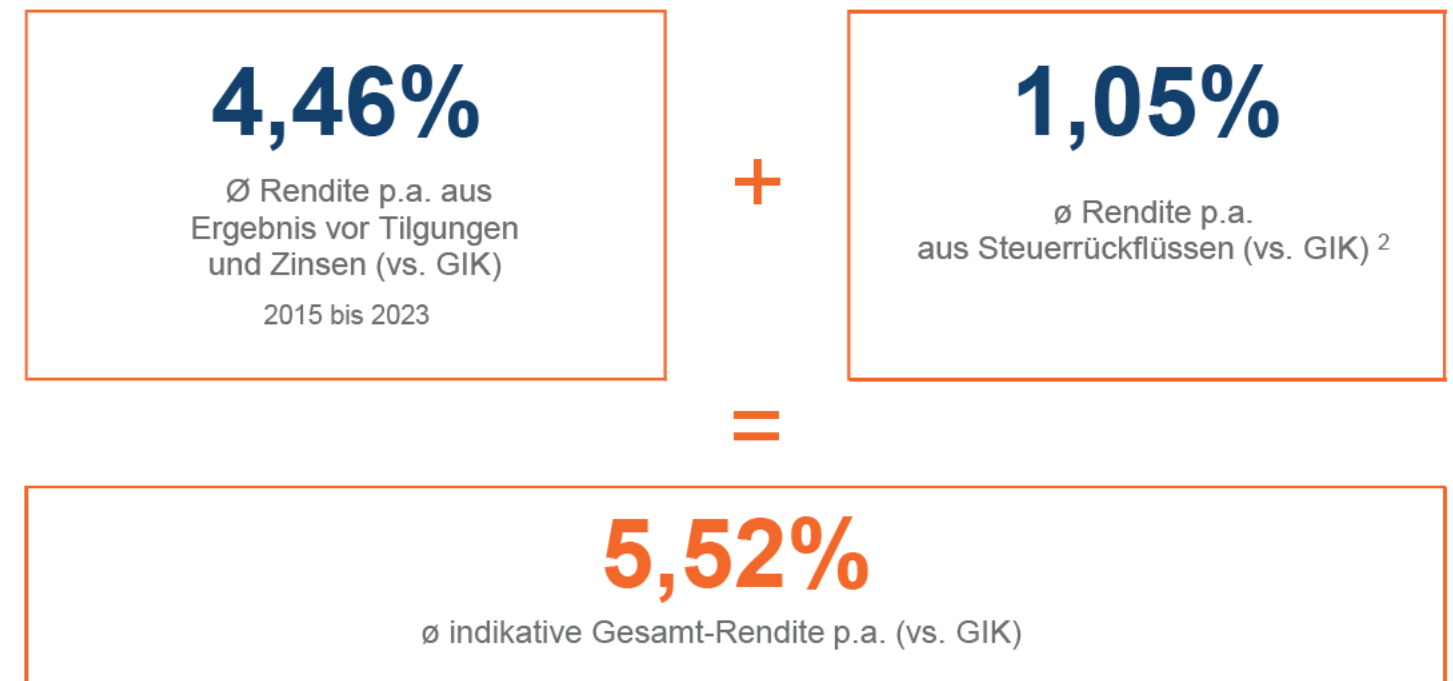 4,46%
Ø Rendite p.a. aus
Ergebnis vor Tilgungen
und Zinsen (vs. GIK)
2015 bis 2023
+
1,05%
ø Rendite p.a.
aus Steuerrückflüssen (vs. GIK) 2
=
5,52%
ø indikative Gesamt-Rendite p.a. (vs. GIK)